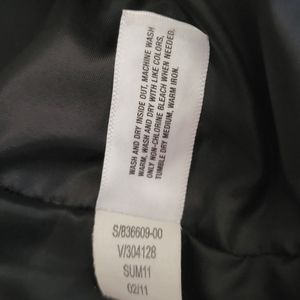 WASH AND DRY INSIDE OUT, MACHINE WASH
WARM, WASH AND DRY WITH LIKE COLORS,
ONLY NON-CHLORINE BLEACH WHEN NEEDED,
TUMBLE DRY MEDIUM, WARM IRON.
S/836609-00
V/304128
SUM11
02/11